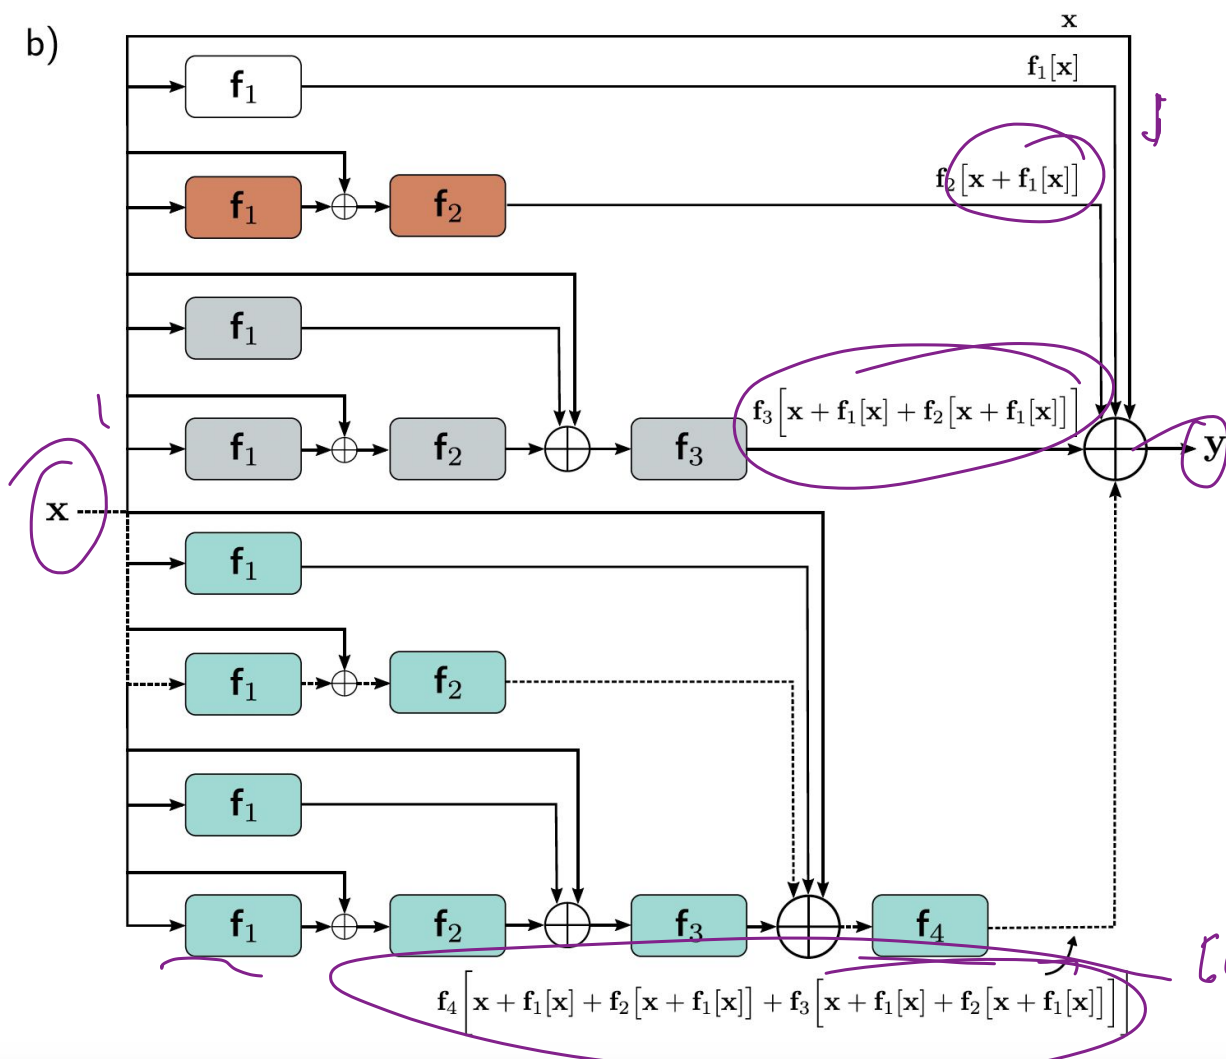 b)
x
f₁
f₁[x]
f₁
f₂
f₂[x + f₁[x]]
f₁
f₁
f₂
f₃
f₃[x + f₁[x] + f₂[x + f₁[x]]]
y
x
f₁
f₁
f₂
f₁
f₁
f₂
f₃
f₄
f₄[x + f₁[x] + f₂[x + f₁[x]] + f₃[x + f₁[x] + f₂[x + f₁[x]]]]